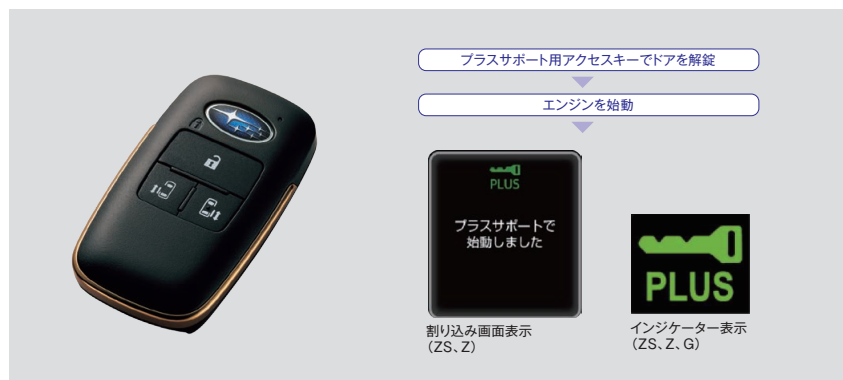 プラスサポート用アクセスキーでドアを解錠
エンジンを始動
PLUS
プラスサポートで
始動しました
割り込み画面表示
（ZS、Z）
PLUS
インジケーター表示
（ZS、Z、G）